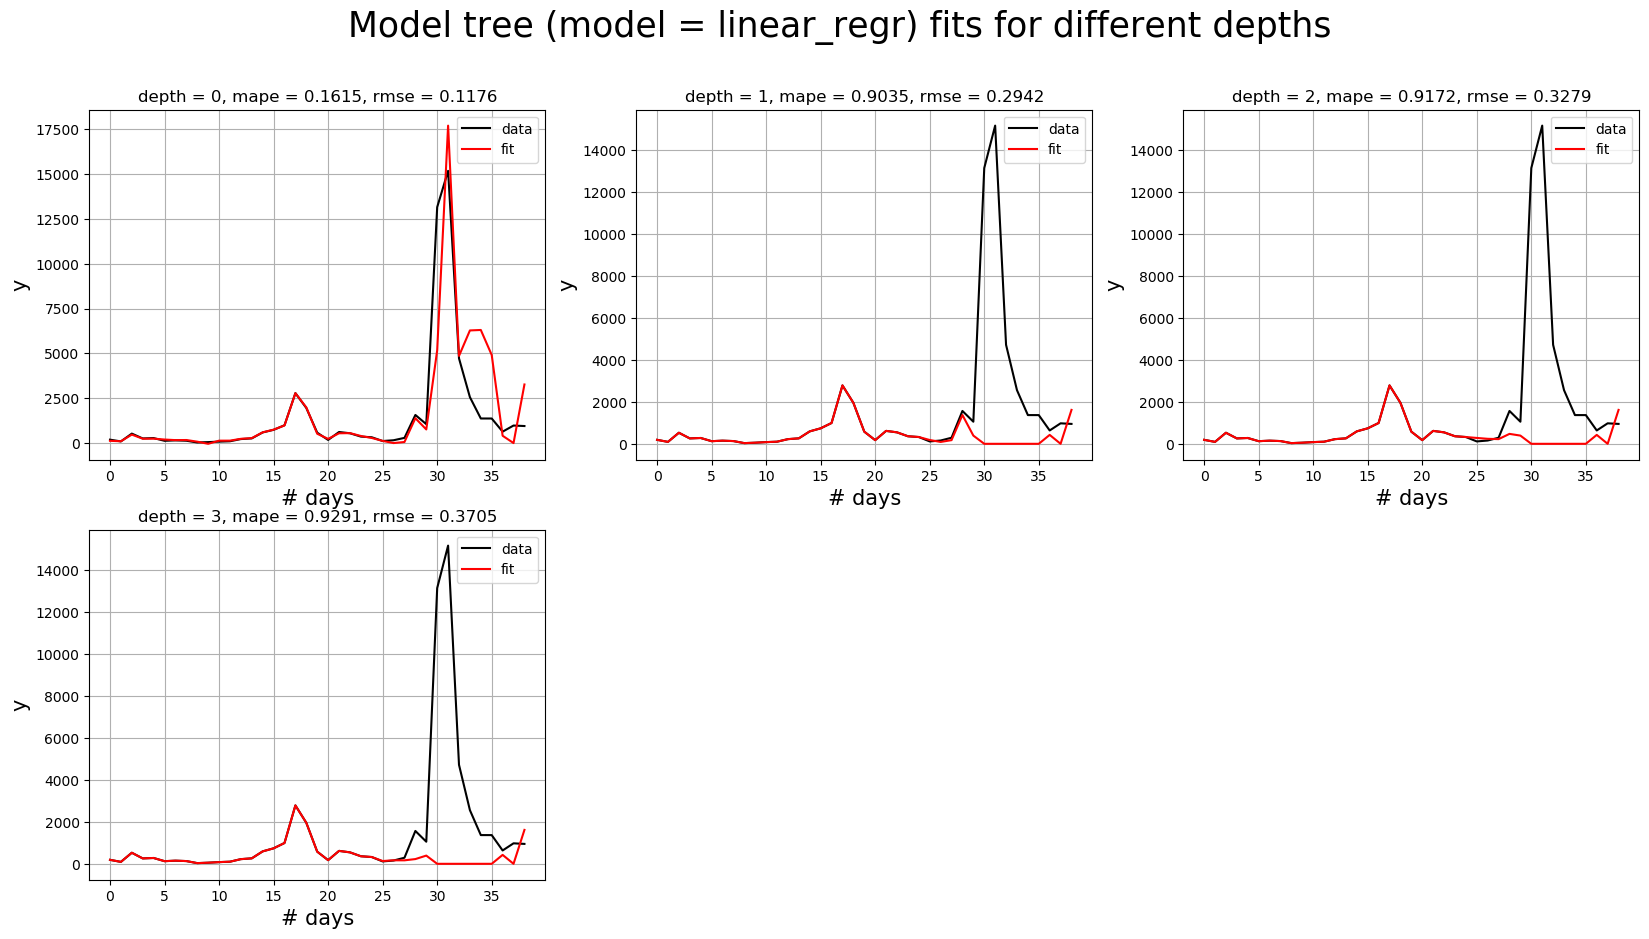 Model tree (model = linear_regr) fits for different depths
depth = 0, mape = 0.1615, rmse = 0.1176
17500
15000
12500
10000
7500
5000
2500
0
y
data
fit
0 5 10 15 20 25 30 35
# days
depth = 1, mape = 0.9035, rmse = 0.2942
14000
12000
10000
8000
6000
4000
2000
0
y
data
fit
0 5 10 15 20 25 30 35
# days
depth = 2, mape = 0.9172, rmse = 0.3279
14000
12000
10000
8000
6000
4000
2000
0
y
data
fit
0 5 10 15 20 25 30 35
# days
depth = 3, mape = 0.9291, rmse = 0.3705
14000
12000
10000
8000
6000
4000
2000
0
y
data
fit
0 5 10 15 20 25 30 35
# days